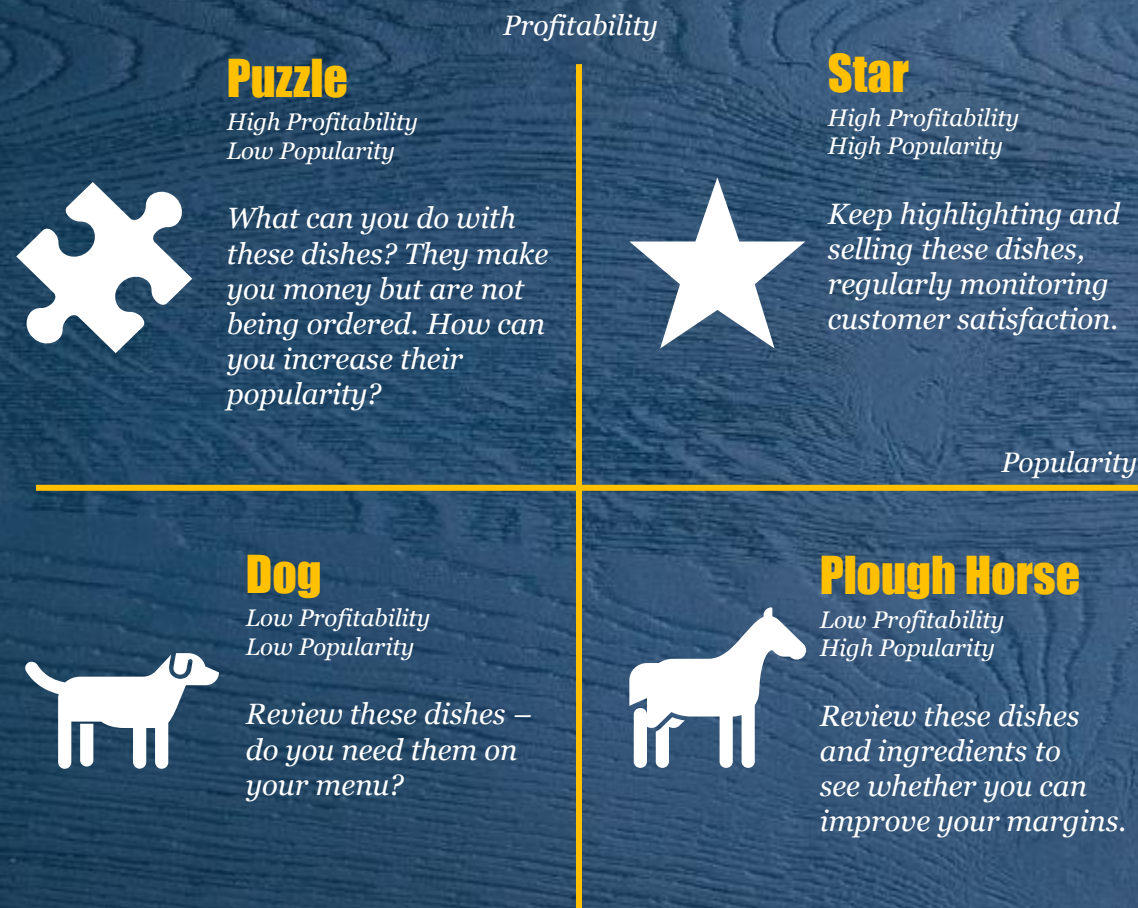 Profitability
Puzzle
High Profitability
Low Popularity
What can you do with
these dishes? They make
you money but are not
being ordered. How can
you increase their
popularity?
Star
High Profitability
High Popularity
Keep highlighting and
selling these dishes,
regularly monitoring
customer satisfaction.
Popularity
Dog
Low Profitability
Low Popularity
Review these dishes –
do you need them on
your menu?
Plough Horse
Low Profitability
High Popularity
Review these dishes
and ingredients to
see whether you can
improve your margins.